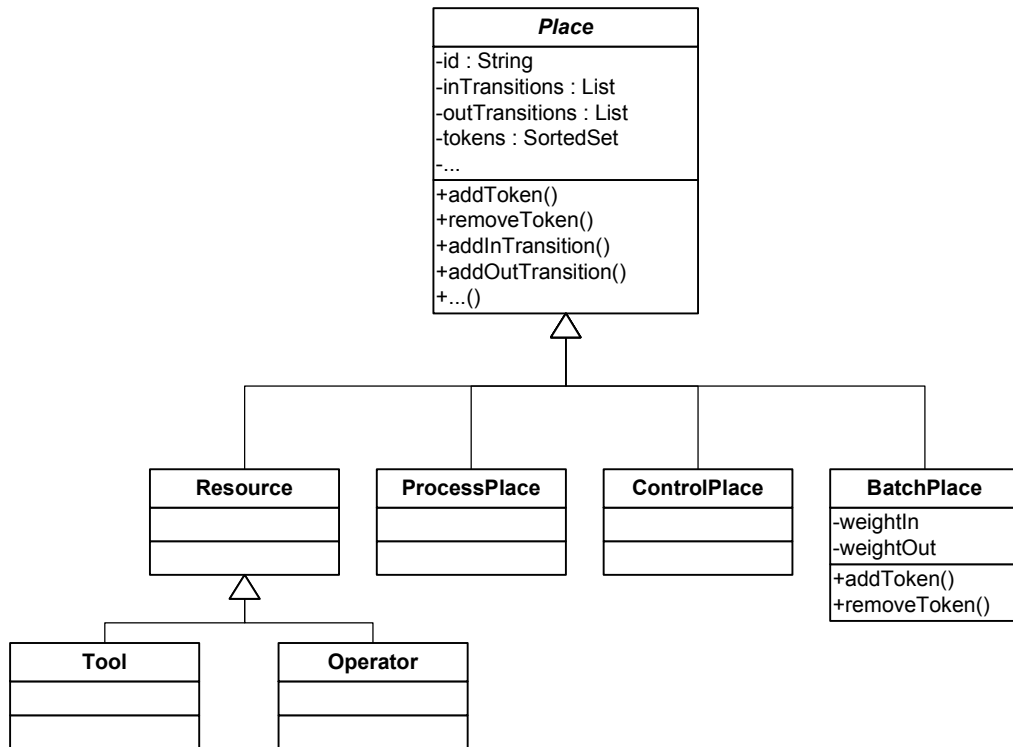 Place
-id : String
-inTransitions : List
-outTransitions : List
-tokens : SortedSet
-...
+addToken()
+removeToken()
+addInTransition()
+addOutTransition()
+...()
Resource
ProcessPlace
ControlPlace
BatchPlace
-weightIn
-weightOut
+addToken()
+removeToken()
Tool
Operator